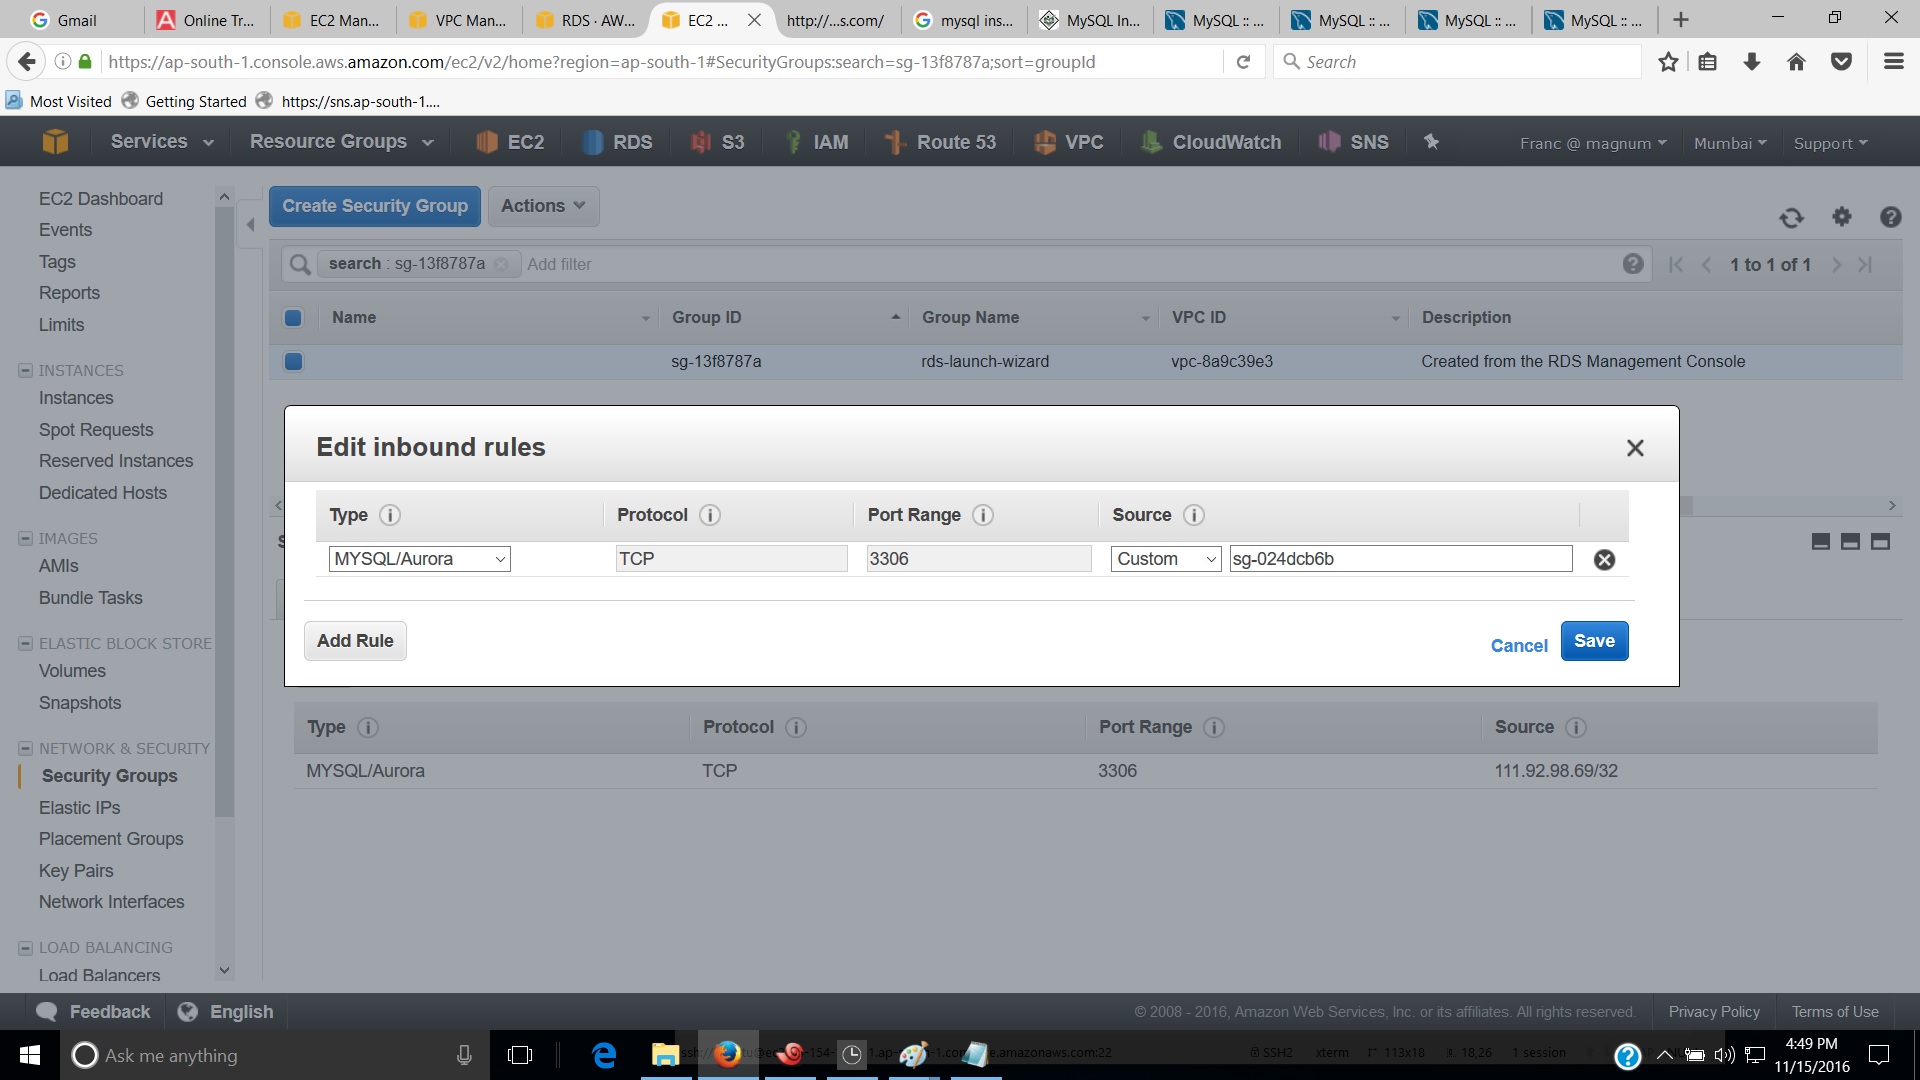 Gmail
Online Tr...
EC2 Man...
VPC Man...
RDS · AW...
EC2 ...
http://...s.com/
mysql ins...
MySQL In...
MySQL :: ...
MySQL :: ...
MySQL :: ...
MySQL :: ...
https://ap-south-1.console.aws.amazon.com/ec2/v2/home?region=ap-south-1#SecurityGroups:search=sg-13f8787a;sort=groupId
Search
Most Visited
Getting Started
https://sns.ap-south-1....
Services
Resource Groups
EC2
RDS
S3
IAM
Route 53
VPC
CloudWatch
SNS
Franc @ magnum
Mumbai
Support
EC2 Dashboard
Events
Tags
Reports
Limits
INSTANCES
Instances
Spot Requests
Reserved Instances
Dedicated Hosts
IMAGES
AMIs
Bundle Tasks
ELASTIC BLOCK STORE
Volumes
Snapshots
NETWORK & SECURITY
Security Groups
Elastic IPs
Placement Groups
Key Pairs
Network Interfaces
LOAD BALANCING
Load Balancers
Create Security Group
Actions
search : sg-13f8787a
Add filter
1 to 1 of 1
Name Group ID Group Name VPC ID Description
sg-13f8787a rds-launch-wizard vpc-8a9c39e3 Created from the RDS Management Console
Edit inbound rules
Type Protocol Port Range Source
MYSQL/Aurora TCP 3306 Custom sg-024dcb6b
Add Rule
Cancel
Save
Type Protocol Port Range Source
MYSQL/Aurora TCP 3306 111.92.98.69/32
Feedback
English
© 2008 - 2016, Amazon Web Services, Inc. or its affiliates. All rights reserved.
Privacy Policy
Terms of Use
Ask me anything
SSH2
xterm
113x18
18,26
1 session
e.amazonaws.com:22
4:49 PM
11/15/2016